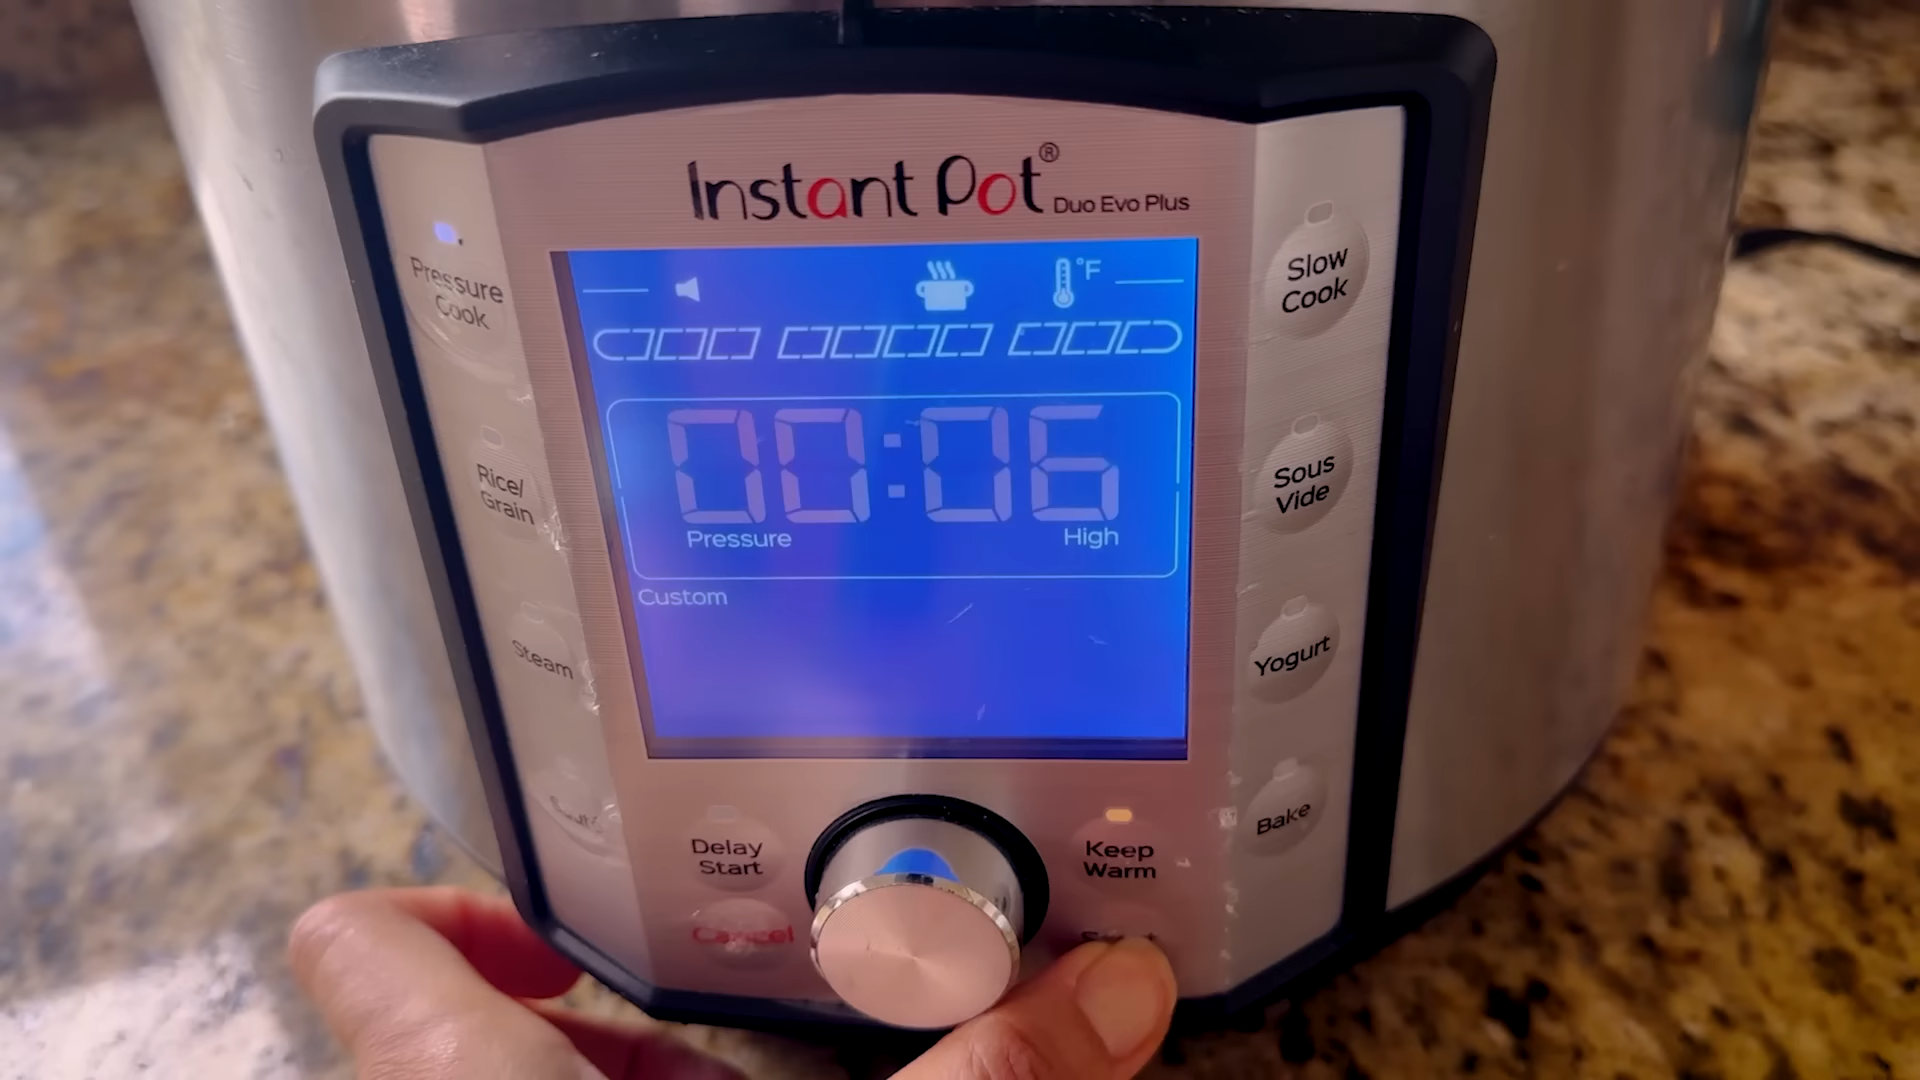 Instant Pot®
Duo Evo Plus
Pressure
Cook
Rice/
Grain
Steam
°F
00:06
Pressure High
Custom
Slow
Cook
Sous
Vide
Yogurt
Bake
Delay
Start
Keep
Warm
Cancel